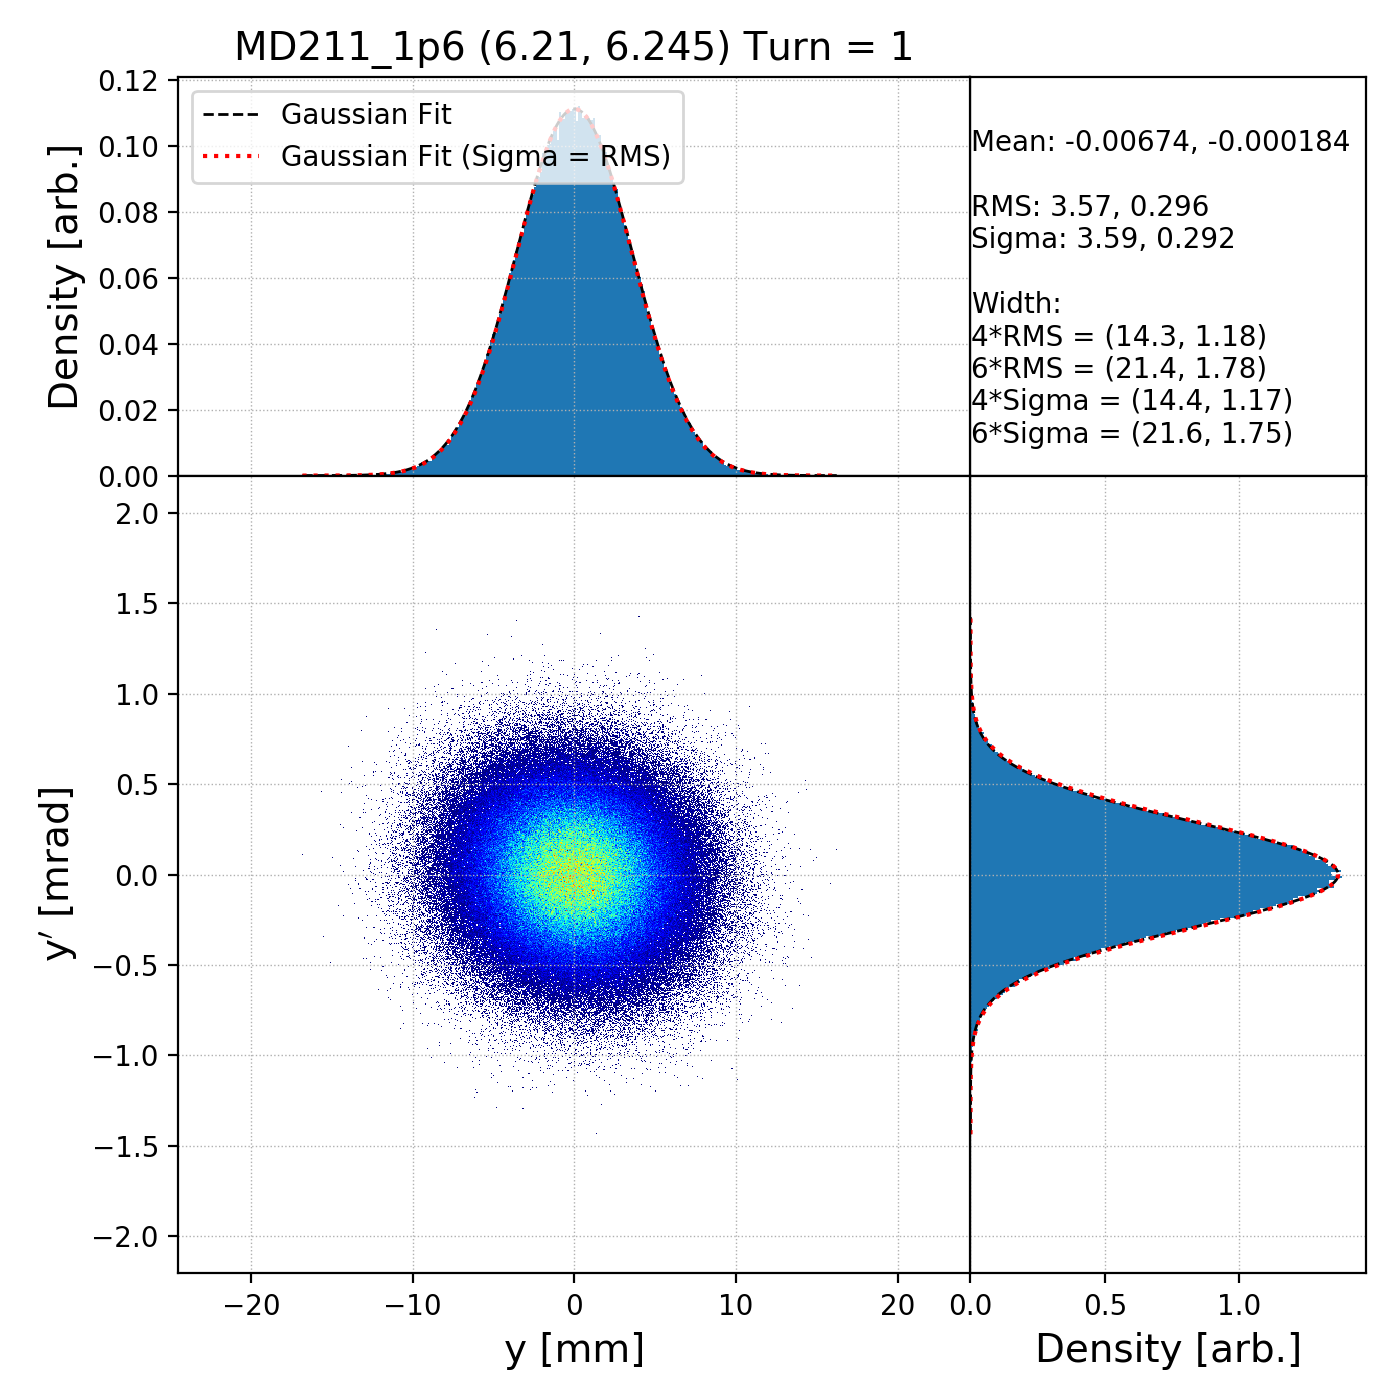 MD211_1p6 (6.21, 6.245) Turn = 1
Density [arb.]
0.12
0.10
0.08
0.06
0.04
0.02
0.00
Gaussian Fit
Gaussian Fit (Sigma = RMS)
Mean: -0.00674, -0.000184
RMS: 3.57, 0.296
Sigma: 3.59, 0.292
Width:
4*RMS = (14.3, 1.18)
6*RMS = (21.4, 1.78)
4*Sigma = (14.4, 1.17)
6*Sigma = (21.6, 1.75)
y′ [mrad]
2.0
1.5
1.0
0.5
0.0
−0.5
−1.0
−1.5
−2.0
−20 −10 0 10 20
y [mm]
0.0 0.5 1.0
Density [arb.]